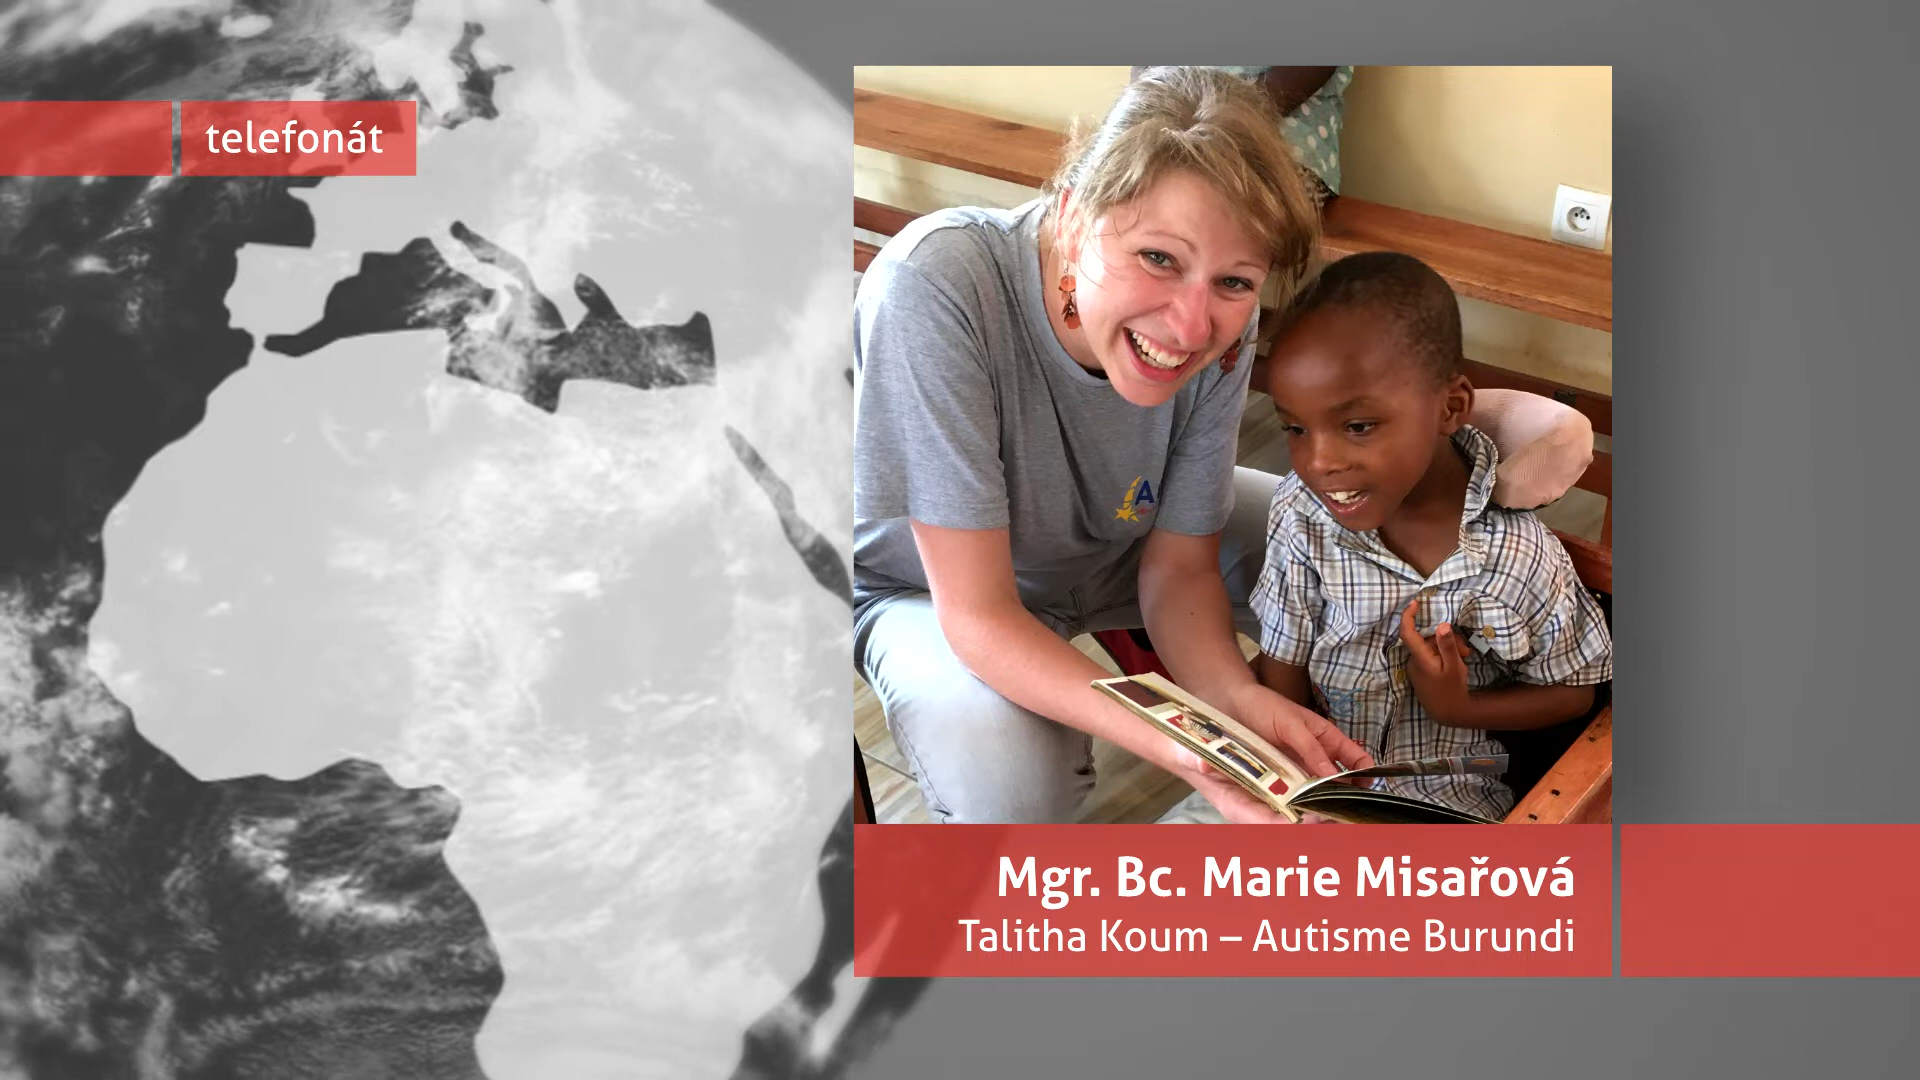 telefonát
A
Mgr. Bc. Marie Misařová
Talitha Koum – Autisme Burundi